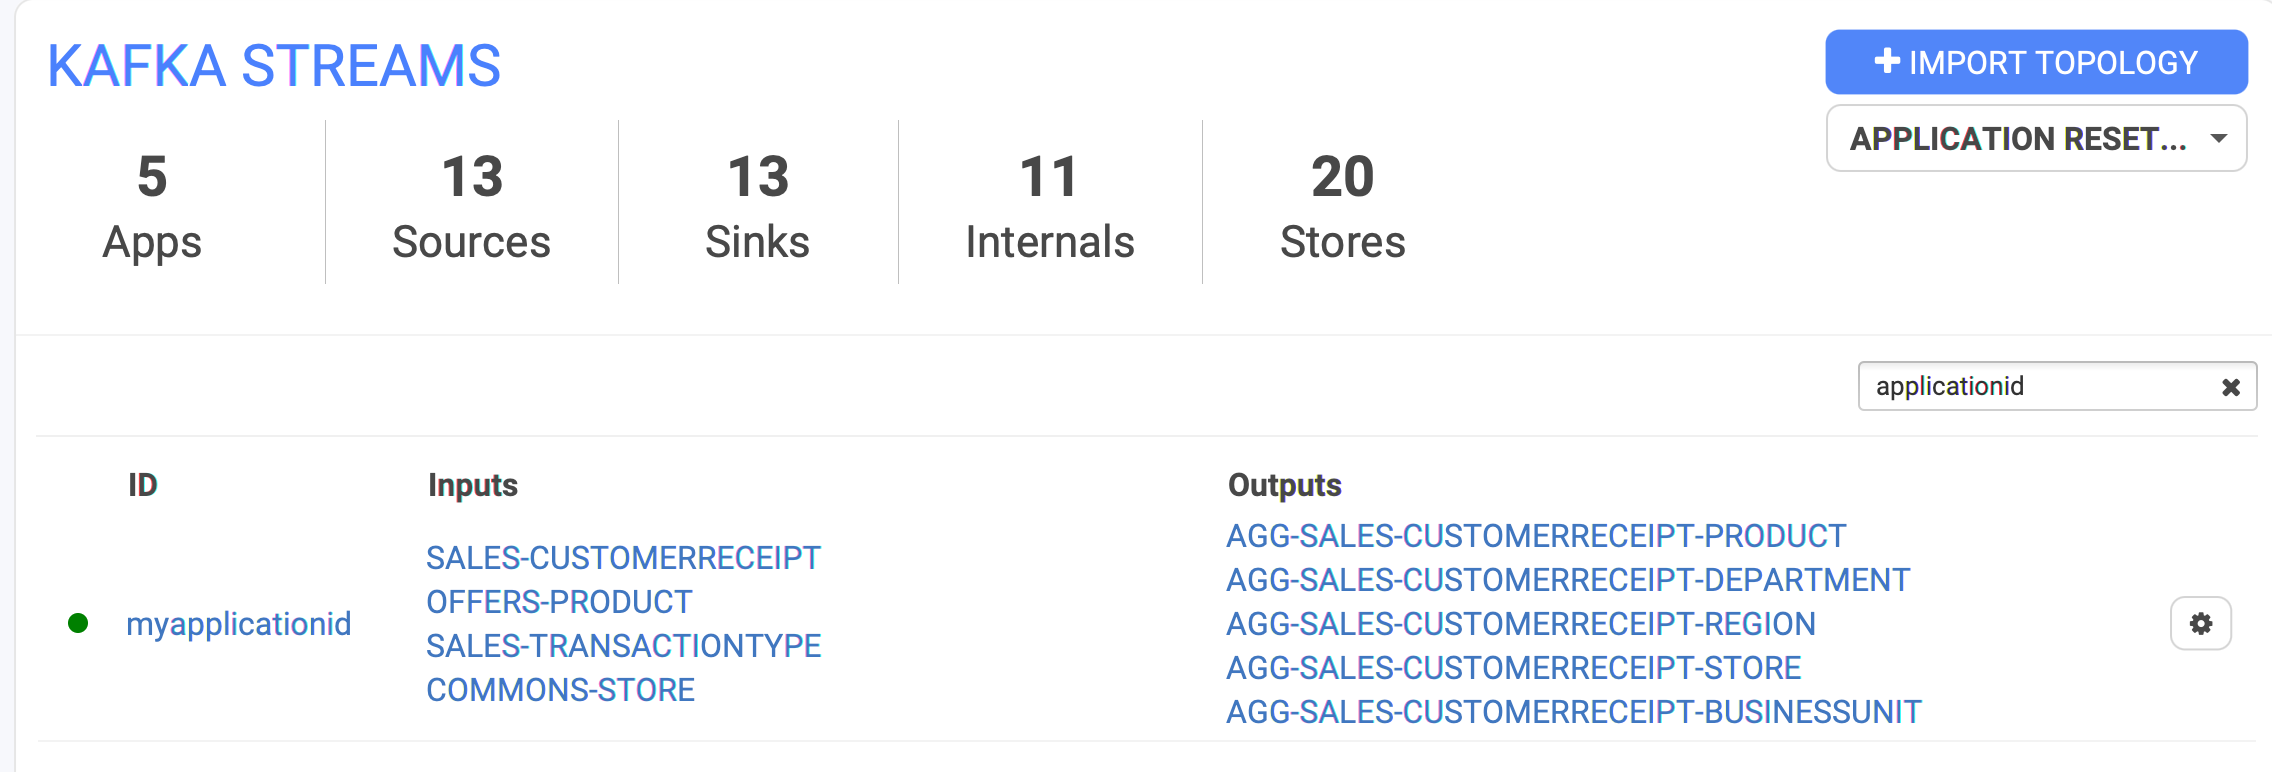 KAFKA STREAMS
IMPORT TOPOLOGY
APPLICATION RESET...
5
Apps
13
Sources
13
Sinks
11
Internals
20
Stores
applicationid
ID
Inputs
Outputs
myapplicationid
SALES-CUSTOMERRECEIPT
OFFERS-PRODUCT
SALES-TRANSACTIONTYPE
COMMONS-STORE
AGG-SALES-CUSTOMERRECEIPT-PRODUCT
AGG-SALES-CUSTOMERRECEIPT-DEPARTMENT
AGG-SALES-CUSTOMERRECEIPT-REGION
AGG-SALES-CUSTOMERRECEIPT-STORE
AGG-SALES-CUSTOMERRECEIPT-BUSINESSUNIT